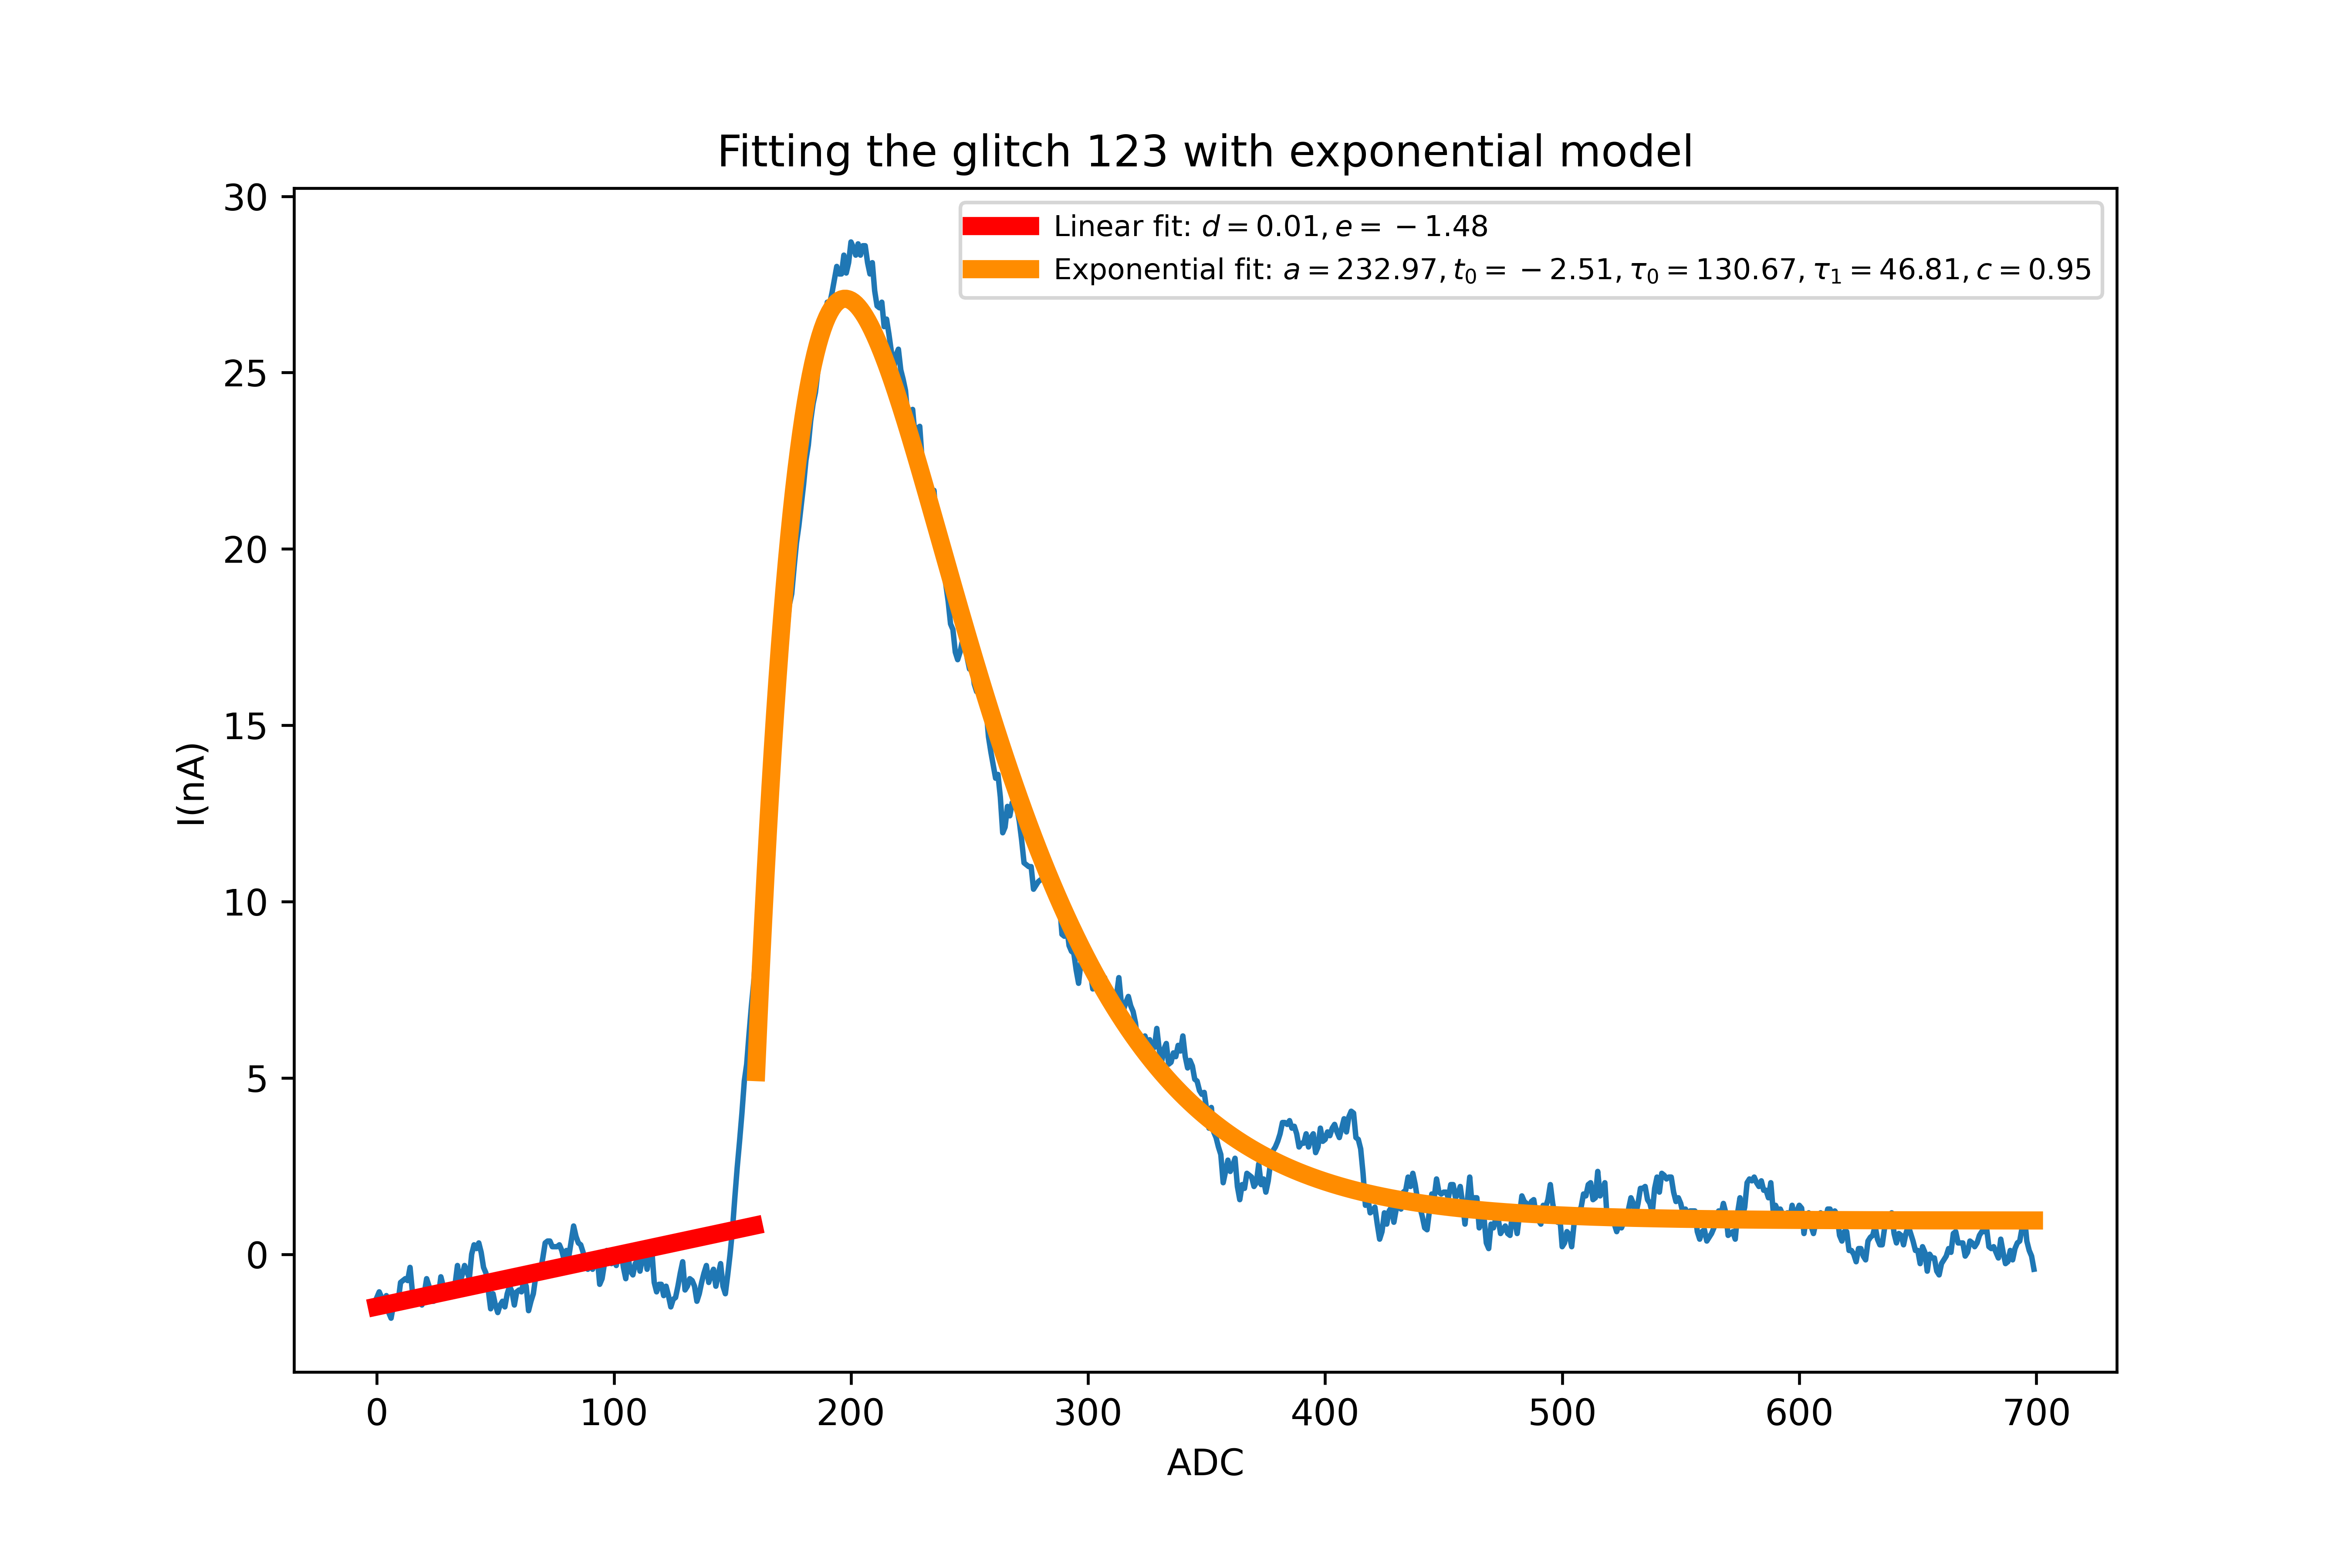 Fitting the glitch 123 with exponential model
Linear fit: d = 0.01, e = −1.48
Exponential fit: a = 232.97, t₀ = −2.51, τ₀ = 130.67, τ₁ = 46.81, c = 0.95
30
25
20
15
10
5
0
I(nA)
0 100 200 300 400 500 600 700
ADC